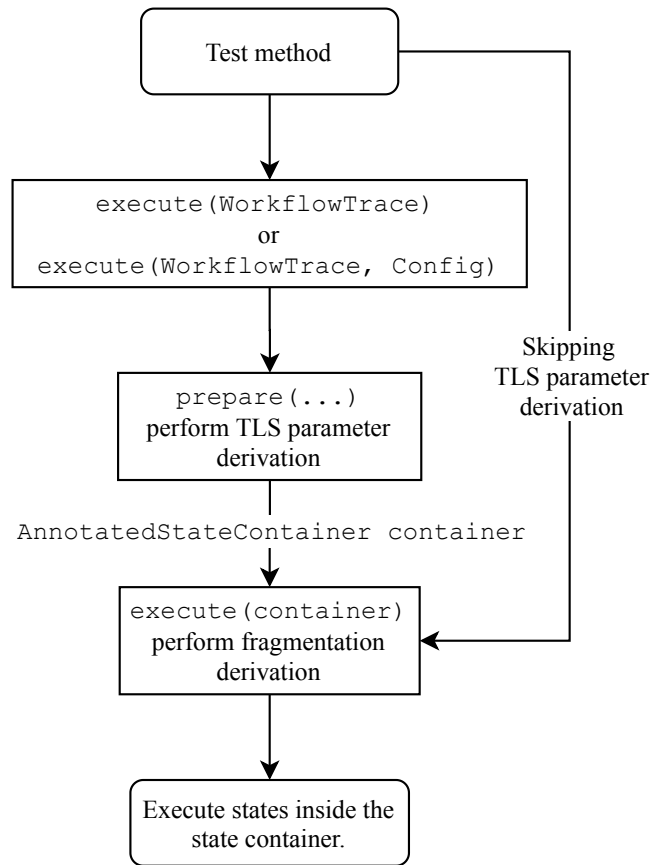 Test method
execute(WorkflowTrace)
or
execute(WorkflowTrace, Config)
Skipping
TLS parameter
derivation
prepare(...)
perform TLS parameter
derivation
AnnotatedStateContainer container
execute(container)
perform fragmentation
derivation
Execute states inside the
state container.